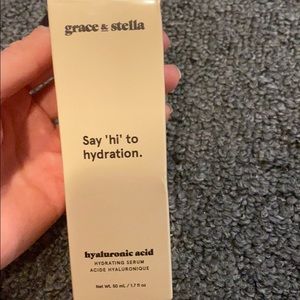 grace & stella
Say 'hi' to
hydration.
hyaluronic acid
HYDRATING SERUM
ACIDE HYALURONIQUE
Net wt. 50 mL / 1.7 fl oz